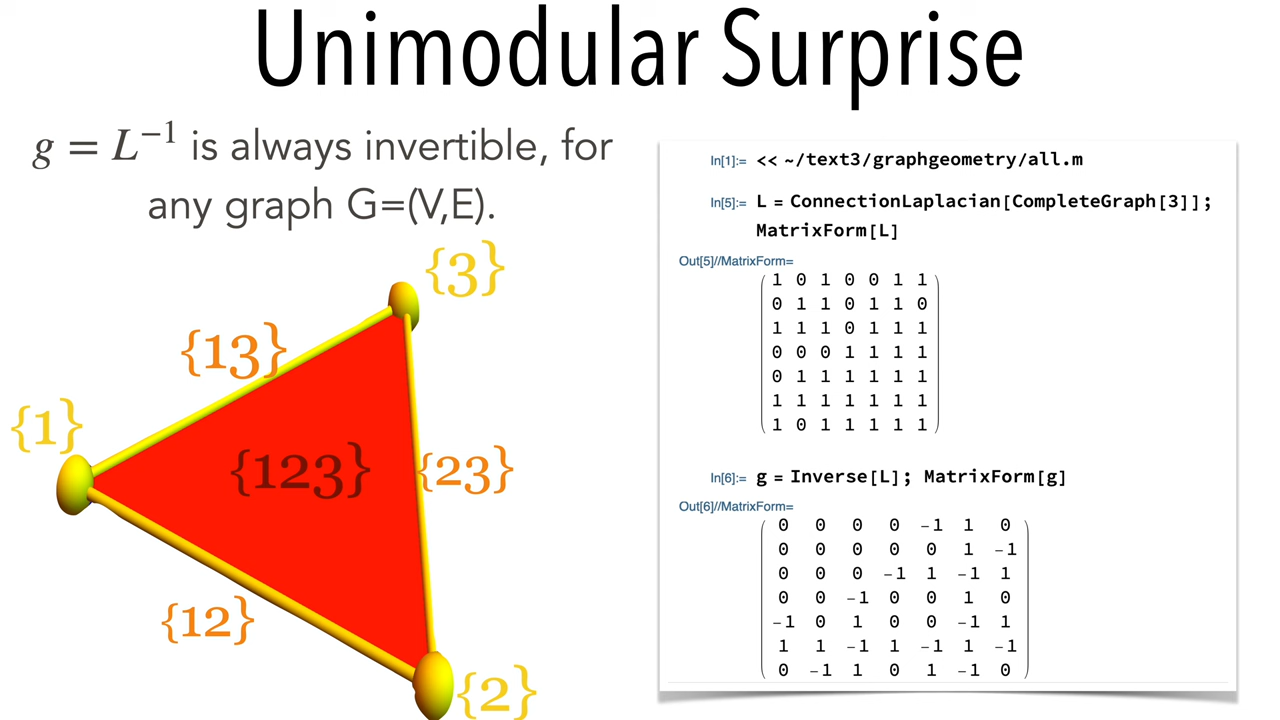 Unimodular Surprise
g = L⁻¹ is always invertible, for
any graph G=(V,E).
{3}
{13}
{1}
{123}
{23}
{12}
{2}
In[1]:= << ~/text3/graphgeometry/all.m
In[5]:= L = ConnectionLaplacian[CompleteGraph[3]];
MatrixForm[L]
Out[5]//MatrixForm=
1 0 1 0 0 1 1
0 1 1 0 1 1 0
1 1 1 0 1 1 1
0 0 0 1 1 1 1
0 1 1 1 1 1 1
1 1 1 1 1 1 1
1 0 1 1 1 1 1
In[6]:= g = Inverse[L]; MatrixForm[g]
Out[6]//MatrixForm=
0 0 0 0 -1 1 0
0 0 0 0 0 1 -1
0 0 0 -1 1 -1 1
0 0 -1 0 0 1 0
-1 0 1 0 0 -1 1
1 1 -1 1 -1 1 -1
0 -1 1 0 1 -1 0